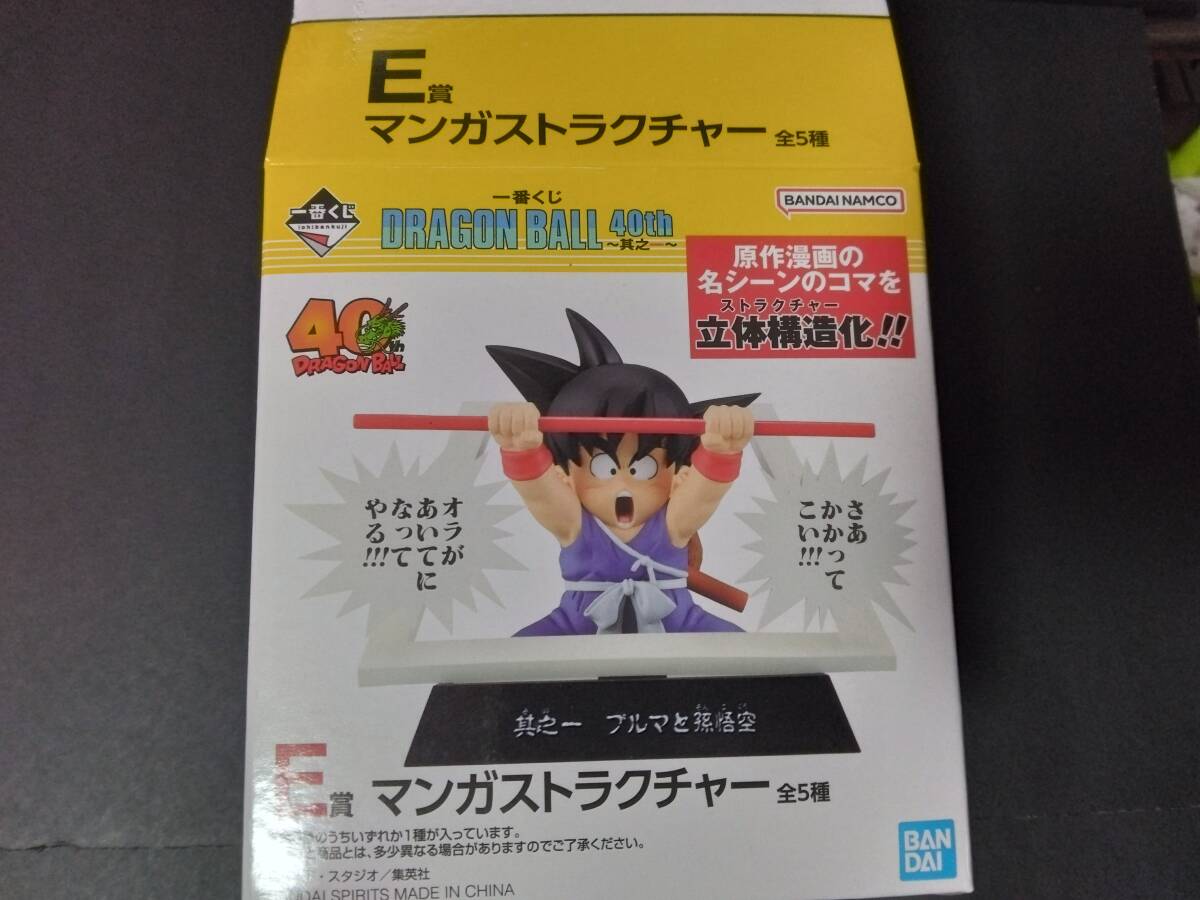 E賞
マンガストラクチャー 全5種
一番くじ
ichibankuji
一番くじ
DRAGON BALL 40th
～其之一～
BANDAI NAMCO
原作漫画の
名シーンのコマを
ストラクチャー
立体構造化!!
40th
DRAGON BALL
さあ
かかって
こい!!!
オラが
あいてに
なって
やる!!!
其之一 ブルマと孫悟空
そんごくう
E賞 マンガストラクチャー 全5種
のうちいずれか1種が入っています。
商品とは、多少異なる場合がありますのでご了承ください。
・スタジオ／集英社
SPIRITS MADE IN CHINA
BAN
DAI